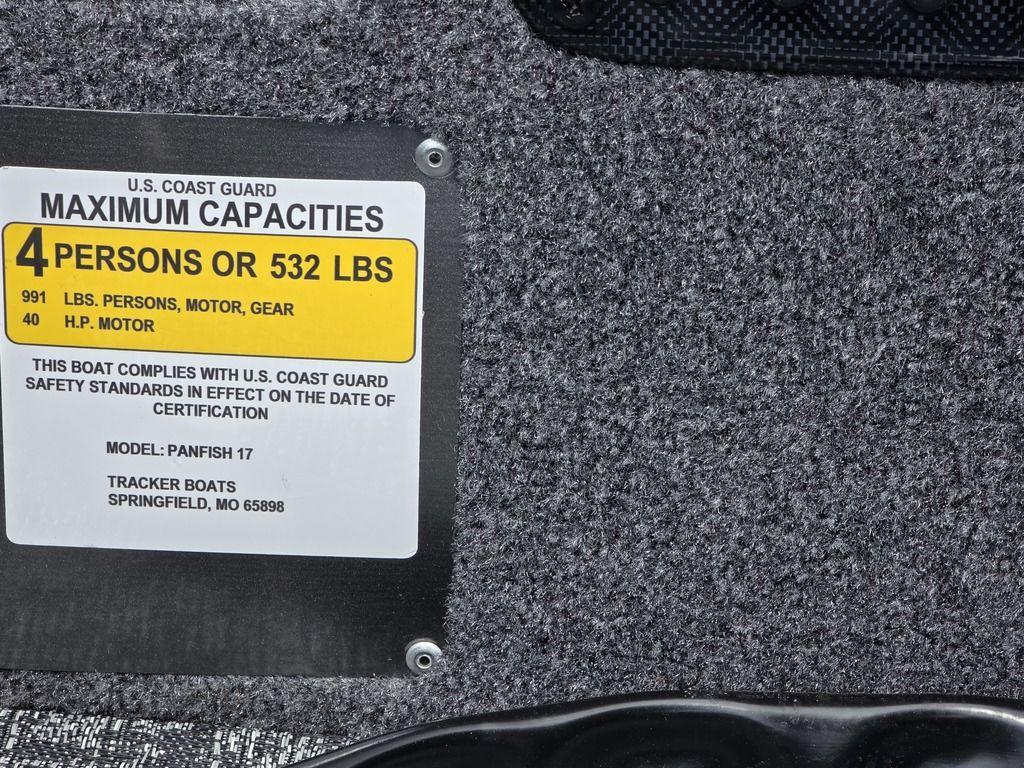 U.S. COAST GUARD
MAXIMUM CAPACITIES
4 PERSONS OR 532 LBS
991 LBS. PERSONS, MOTOR, GEAR
40 H.P. MOTOR
THIS BOAT COMPLIES WITH U.S. COAST GUARD
SAFETY STANDARDS IN EFFECT ON THE DATE OF
CERTIFICATION
MODEL: PANFISH 17
TRACKER BOATS
SPRINGFIELD, MO 65898